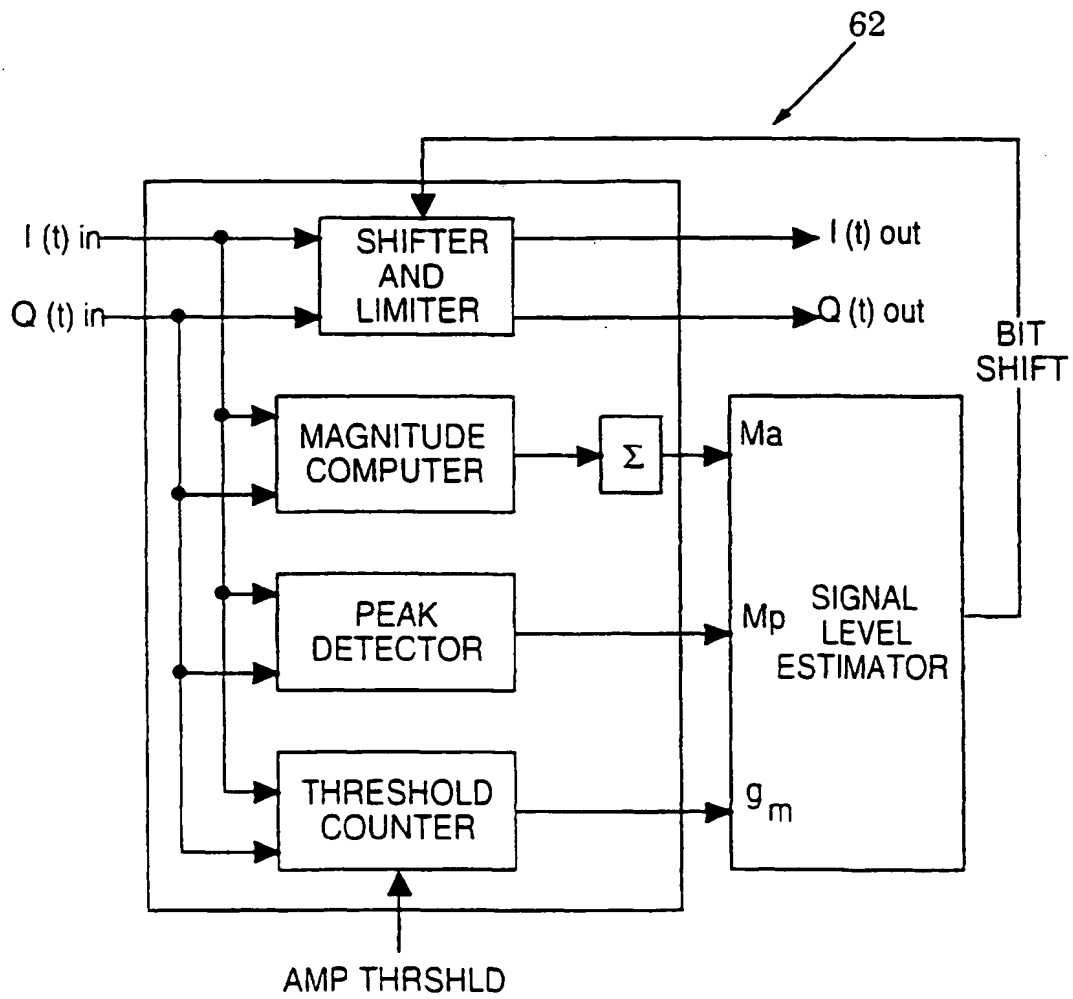 62
I (t) in
SHIFTER
AND
LIMITER
I (t) out
Q (t) in
Q (t) out
BIT
SHIFT
MAGNITUDE
COMPUTER
Σ
Ma
PEAK
DETECTOR
Mp
SIGNAL
LEVEL
ESTIMATOR
THRESHOLD
COUNTER
gm
AMP THRSHLD